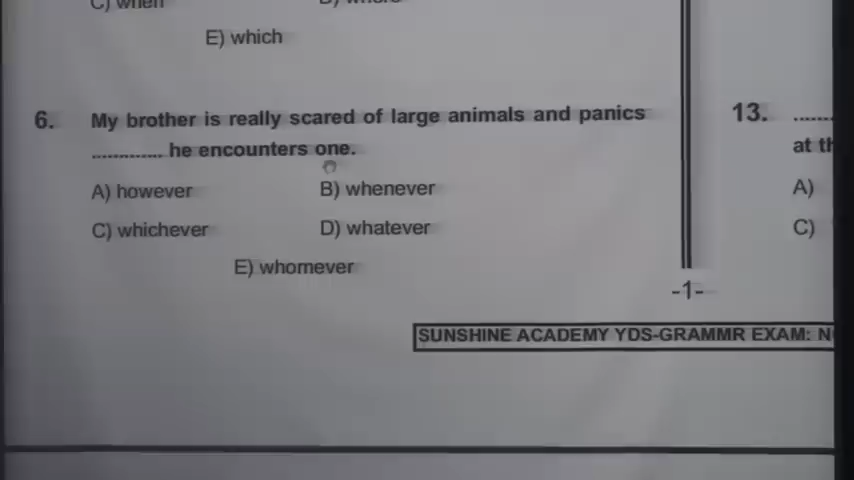 C) when
E) which
6. My brother is really scared of large animals and panics
............. he encounters one.
A) however B) whenever
C) whichever D) whatever
E) whomever
-1-
SUNSHINE ACADEMY YDS-GRAMMR EXAM:
13. .......
at
A)
C)